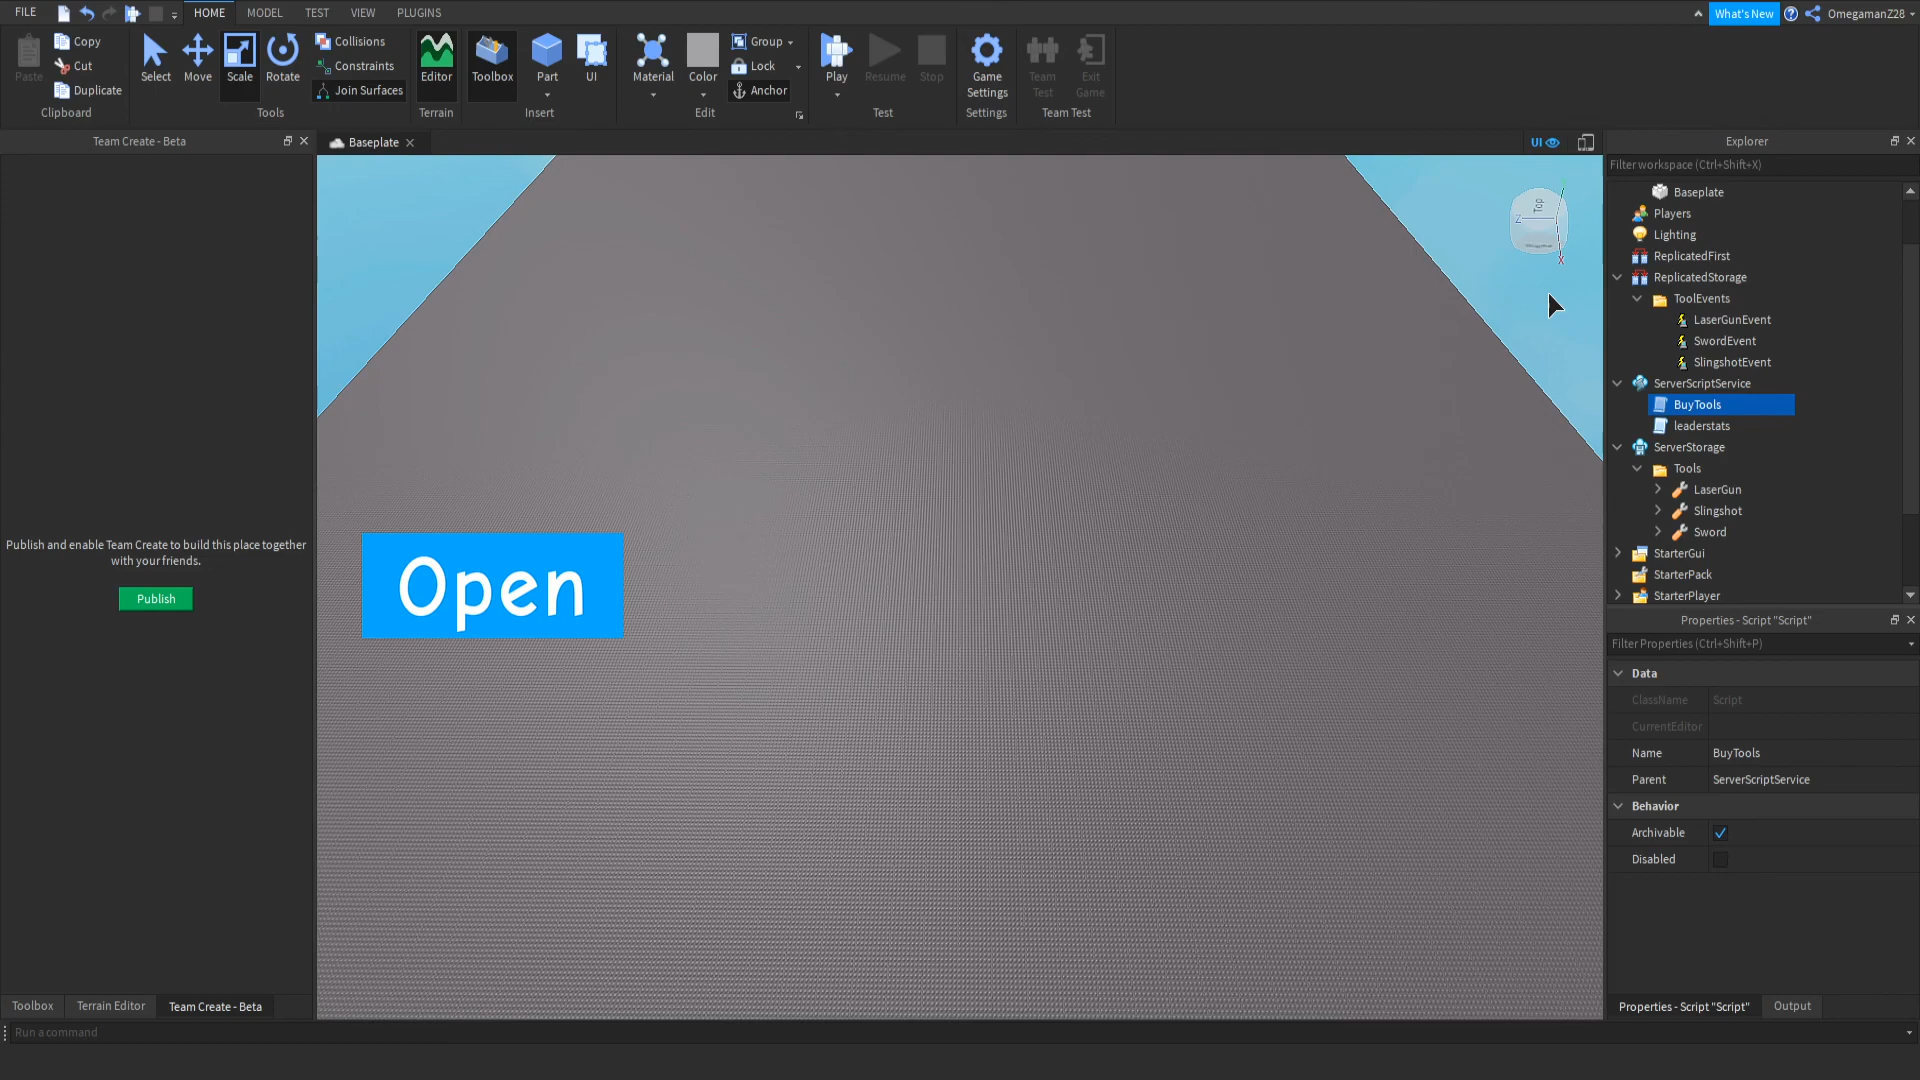 FILE HOME MODEL TEST VIEW PLUGINS What's New OmegamanZ28
Paste Copy Cut Duplicate
Select Move Scale Rotate
Collisions
Constraints
Join Surfaces
Editor Toolbox Part UI
Material Color
Group
Lock
Anchor
Play Resume Stop
Game Settings
Team Test
Exit Game
Clipboard Tools Terrain Insert Edit Test Settings Team Test
Team Create - Beta
Baseplate
UI
Explorer
Filter workspace (Ctrl+Shift+X)
Baseplate
Players
Lighting
ReplicatedFirst
ReplicatedStorage
ToolEvents
LaserGunEvent
SwordEvent
SlingshotEvent
ServerScriptService
BuyTools
leaderstats
ServerStorage
Tools
LaserGun
Slingshot
Sword
StarterGui
StarterPack
StarterPlayer
Top
Z
X
Publish and enable Team Create to build this place together
with your friends.
Publish
Open
Properties - Script "Script"
Filter Properties (Ctrl+Shift+P)
Data
ClassName Script
CurrentEditor
Name BuyTools
Parent ServerScriptService
Behavior
Archivable
Disabled
Toolbox Terrain Editor Team Create - Beta
Properties - Script "Script" Output
Run a command